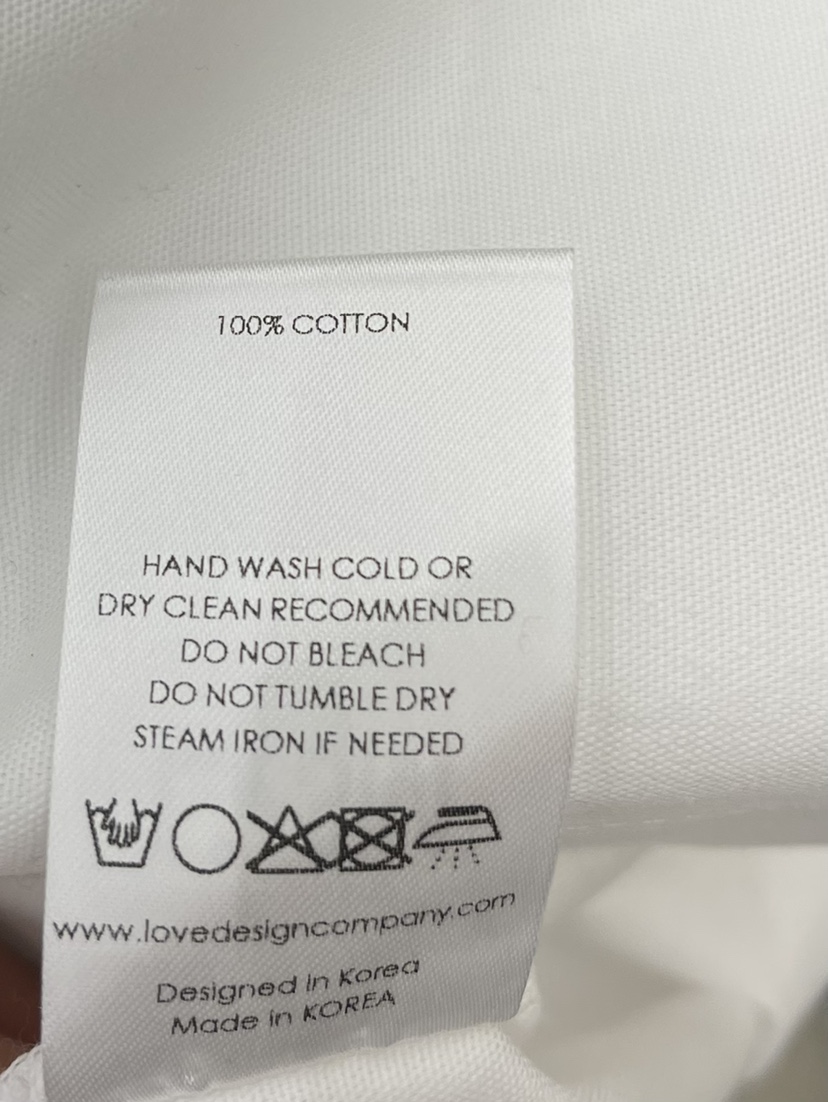 100% COTTON
HAND WASH COLD OR
DRY CLEAN RECOMMENDED
DO NOT BLEACH
DO NOT TUMBLE DRY
STEAM IRON IF NEEDED
www.lovedesigncompany.com
Designed in Korea
Made in KOREA